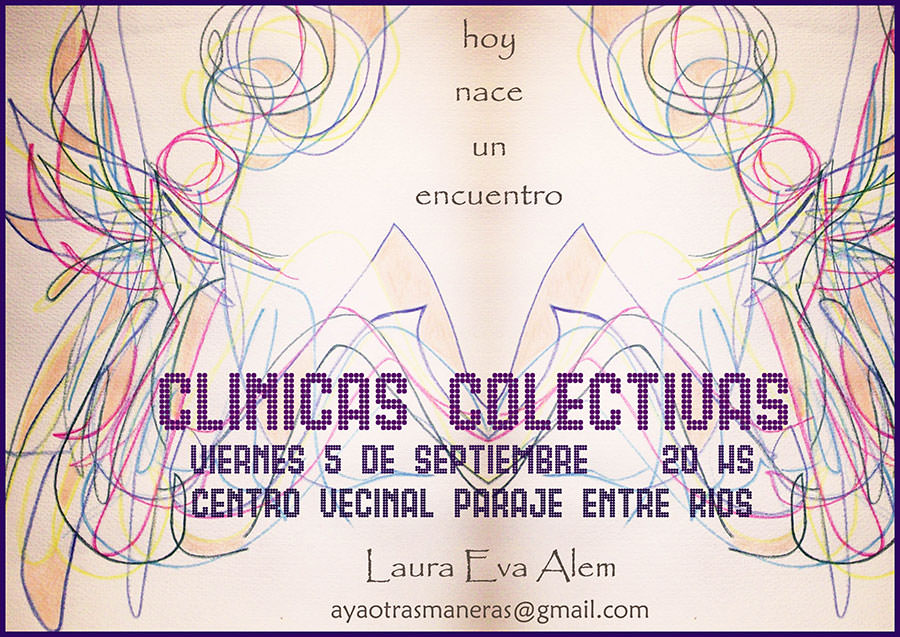 hoy
nace
un
encuentro
CLINICAS COLECTIVAS
VIERNES 5 DE SEPTIEMBRE 20 HS
CENTRO VECINAL PARAJE ENTRE RIOS
Laura Eva Alem
ayaotrasmaneras@gmail.com